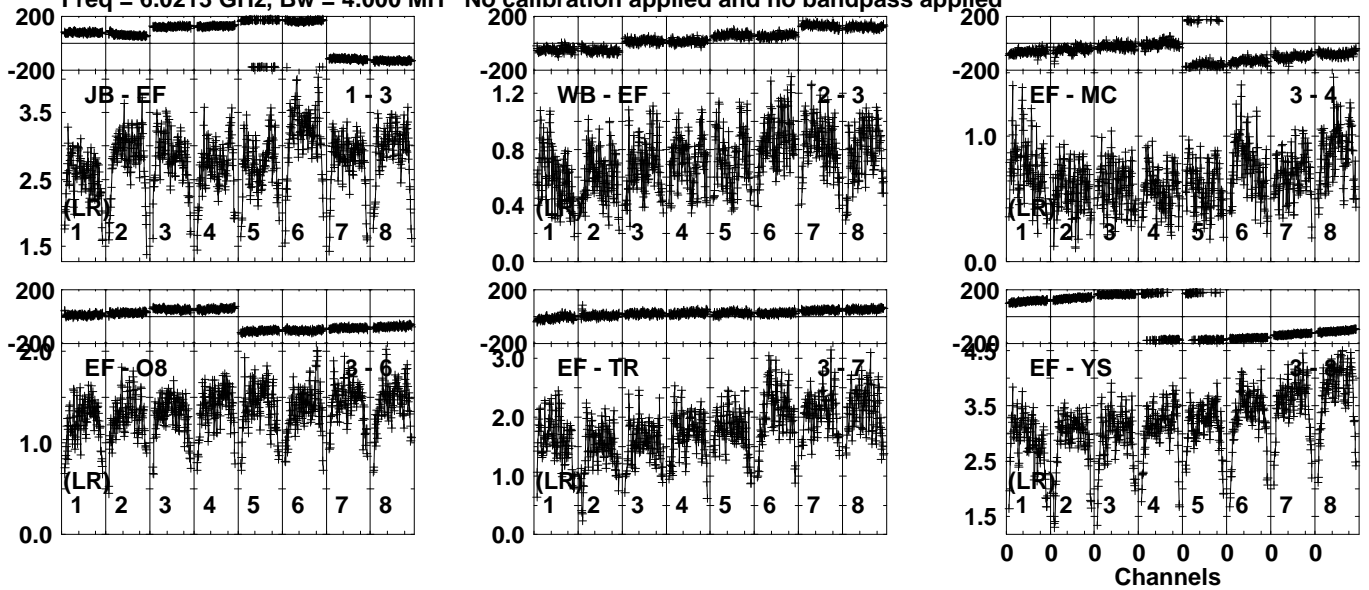 Freq = 6.0213 GHz, Bw = 4.000 MH No calibration applied and no bandpass applied
200
-200
3.5
2.5
1.5
JB - EF
1 - 3
(LR)
1 2 3 4 5 6 7 8
200
-200
1.2
0.8
0.4
0.0
WB - EF
2 - 3
(LR)
1 2 3 4 5 6 7 8
200
-200
1.0
0.0
EF - MC
3 - 4
(LR)
1 2 3 4 5 6 7 8
200
-200
2.0
1.0
0.0
EF - O8
3 - 6
(LR)
1 2 3 4 5 6 7 8
200
-200
3.0
2.0
1.0
0.0
EF - TR
3 - 7
(LR)
1 2 3 4 5 6 7 8
200
-200
4.5
3.5
2.5
1.5
EF - YS
3 -
(LR)
1 2 3 4 5 6 7 8
0 0 0 0 0 0 0 0
Channels